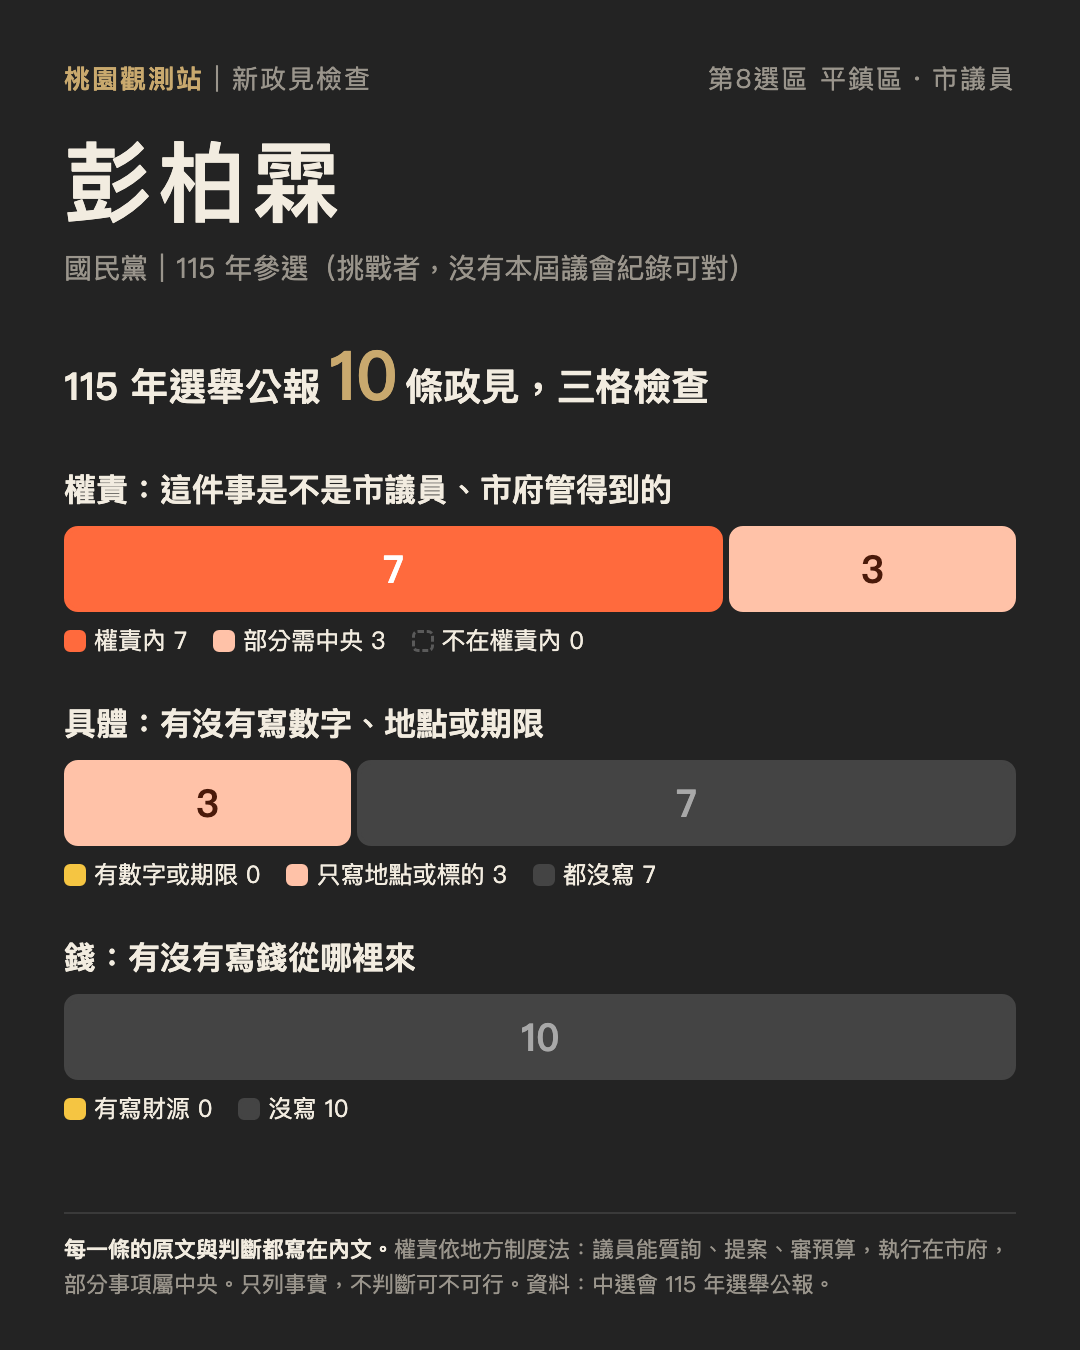 桃園觀測站｜新政見檢查
第8選區 平鎮區・市議員
彭柏霖
國民黨｜115 年參選（挑戰者，沒有本屆議會紀錄可對）
115 年選舉公報 10 條政見，三格檢查
權責：這件事是不是市議員、市府管得到的
7
3
權責內 7 部分需中央 3 不在權責內 0
具體：有沒有寫數字、地點或期限
3
7
有數字或期限 0 只寫地點或標的 3 都沒寫 7
錢：有沒有寫錢從哪裡來
10
有寫財源 0 沒寫 10
每一條的原文與判斷都寫在內文。權責依地方制度法：議員能質詢、提案、審預算，執行在市府，
部分事項屬中央。只列事實，不判斷可不可行。資料：中選會 115 年選舉公報。